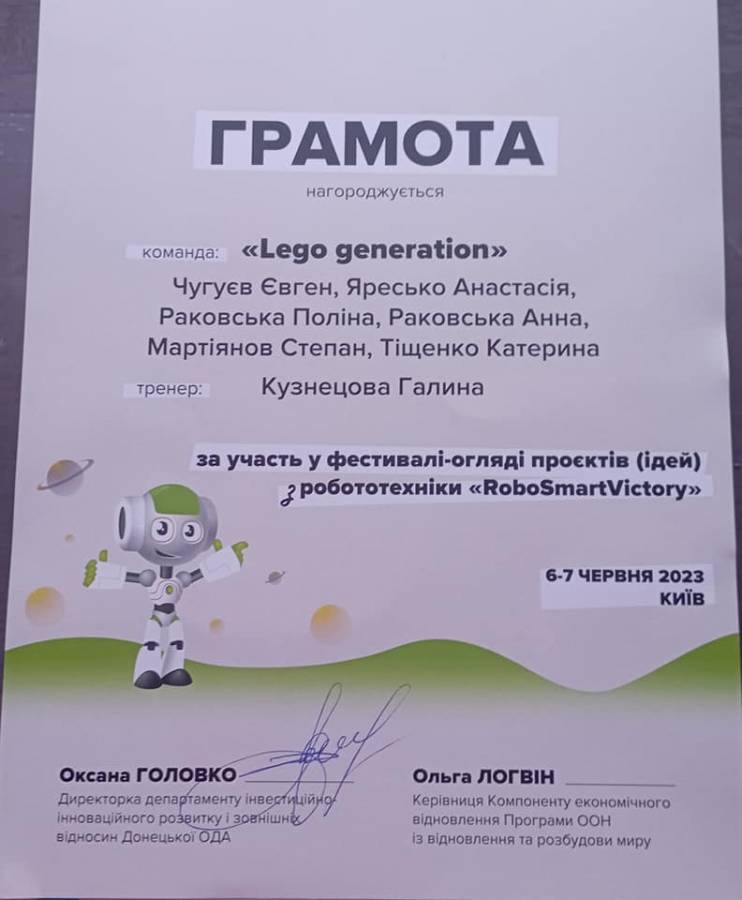 ГРАМОТА
нагороджується
команда: «Lego generation»
Чугуєв Євген, Яресько Анастасія,
Раковська Поліна, Раковська Анна,
Мартіянов Степан, Тіщенко Катерина
тренер: Кузнецова Галина
за участь у фестивалі-огляді проєктів (ідей)
з робототехніки «RoboSmartVictory»
6-7 ЧЕРВНЯ 2023
КИЇВ
Оксана ГОЛОВКО
Директорка департаменту інвестиційно-
інноваційного розвитку і зовнішніх
відносин Донецької ОДА
Ольга ЛОГВІН
Керівниця Компоненту економічного
відновлення Програми ООН
із відновлення та розбудови миру